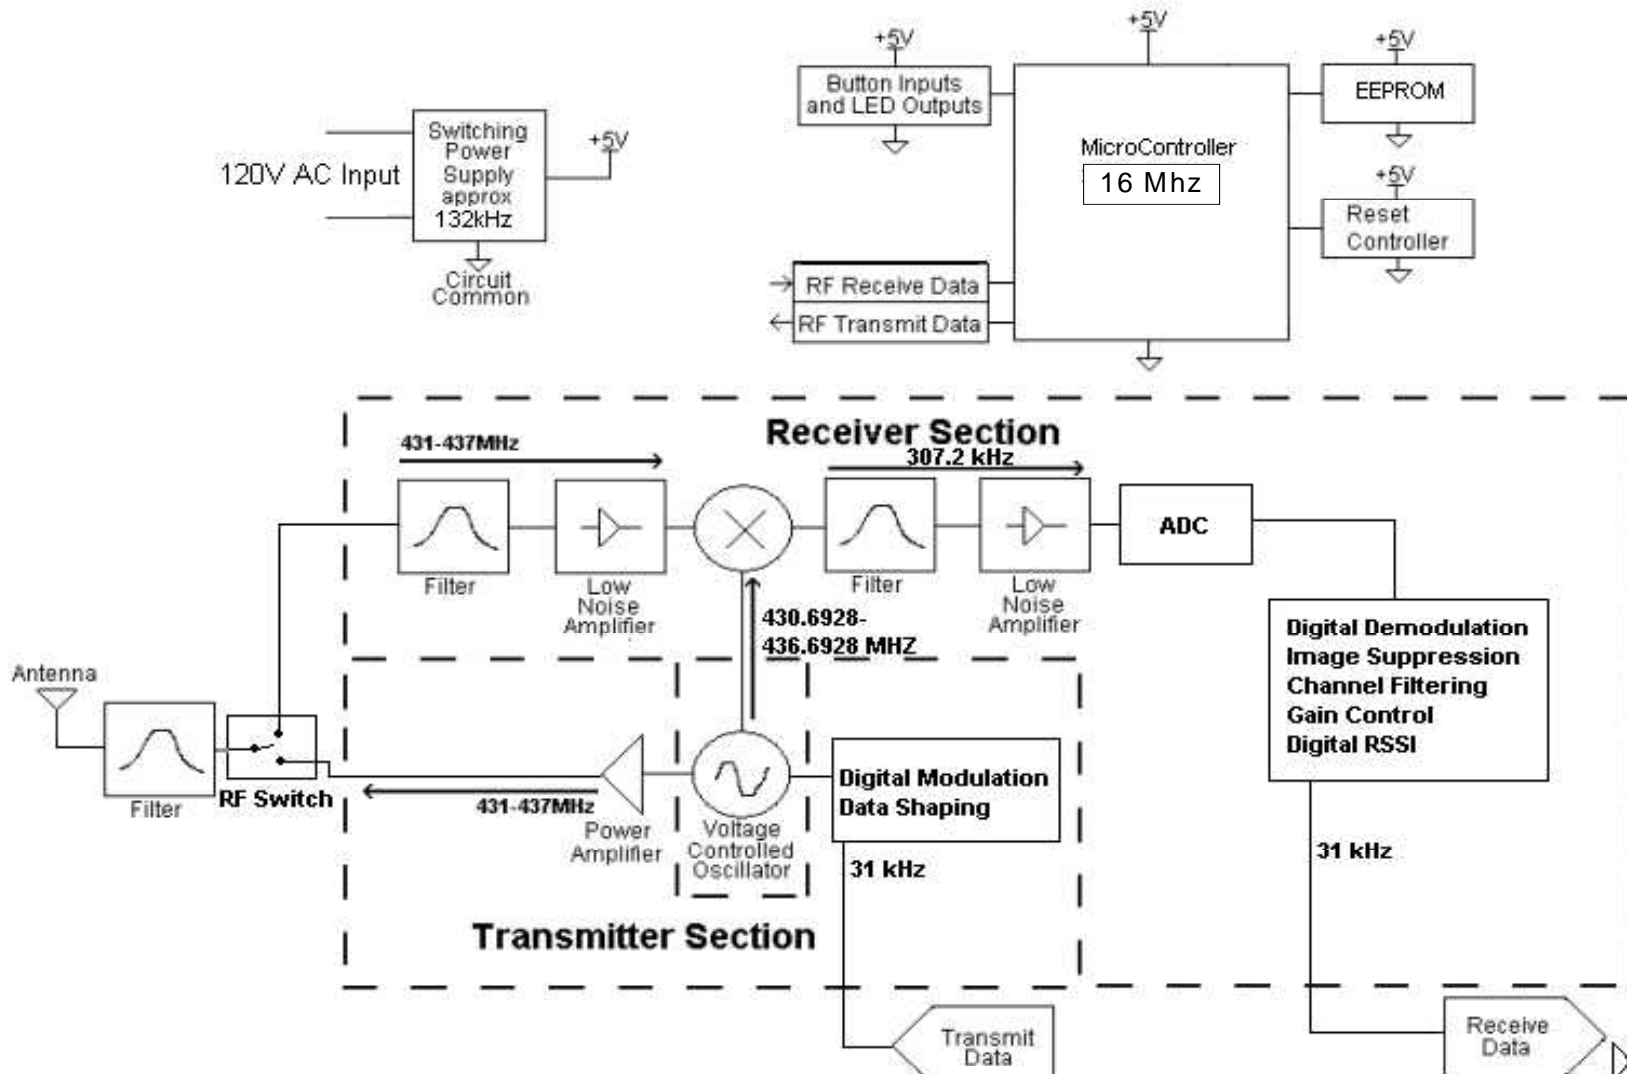 +5V
+5V
+5V
Button Inputs
and LED Outputs
EEPROM
Switching
Power
Supply
approx
132kHz
+5V
120V AC Input
MicroController
16 Mhz
+5V
Reset
Controller
Circuit
Common
RF Receive Data
RF Transmit Data
Receiver Section
431-437MHz
307.2 kHz
ADC
Filter
Low
Noise
Amplifier
Filter
Low
Noise
Amplifier
430.6928-
436.6928 MHZ
Digital Demodulation
Image Suppression
Channel Filtering
Gain Control
Digital RSSI
Antenna
Filter
RF Switch
431-437MHz
Power
Amplifier
Voltage
Controlled
Oscillator
Digital Modulation
Data Shaping
31 kHz
31 kHz
Transmitter Section
Transmit
Data
Receive
Data